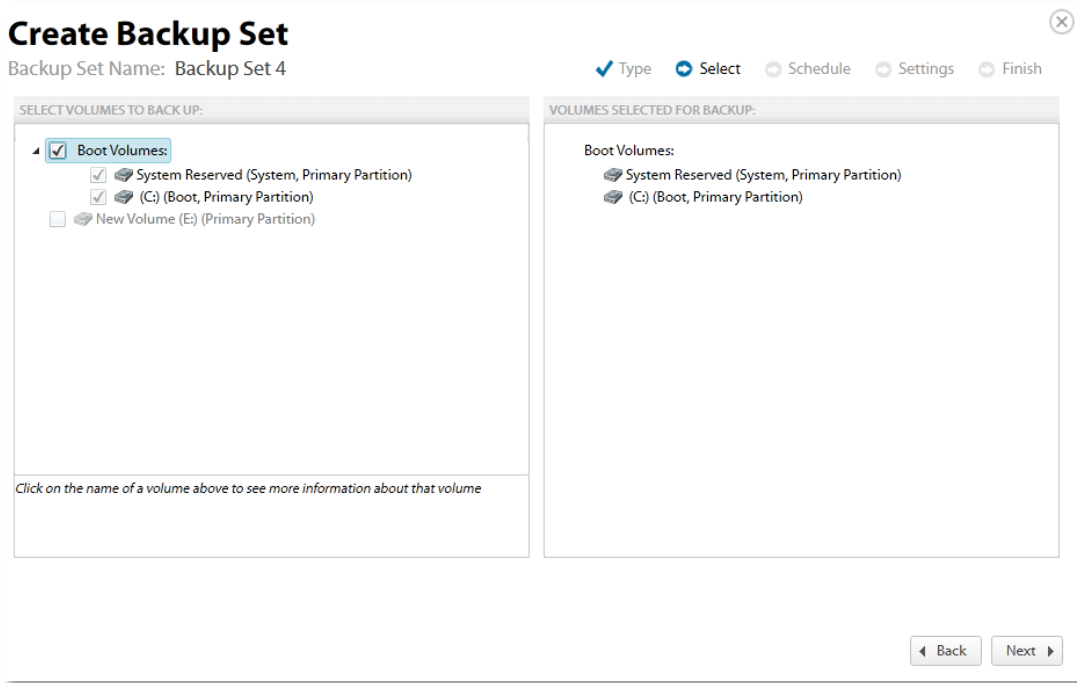 Create Backup Set
Backup Set Name: Backup Set 4
Type Select Schedule Settings Finish
SELECT VOLUMES TO BACK UP:
Boot Volumes:
System Reserved (System, Primary Partition)
(C:) (Boot, Primary Partition)
New Volume (E:) (Primary Partition)
Click on the name of a volume above to see more information about that volume
VOLUMES SELECTED FOR BACKUP:
Boot Volumes:
System Reserved (System, Primary Partition)
(C:) (Boot, Primary Partition)
Back Next